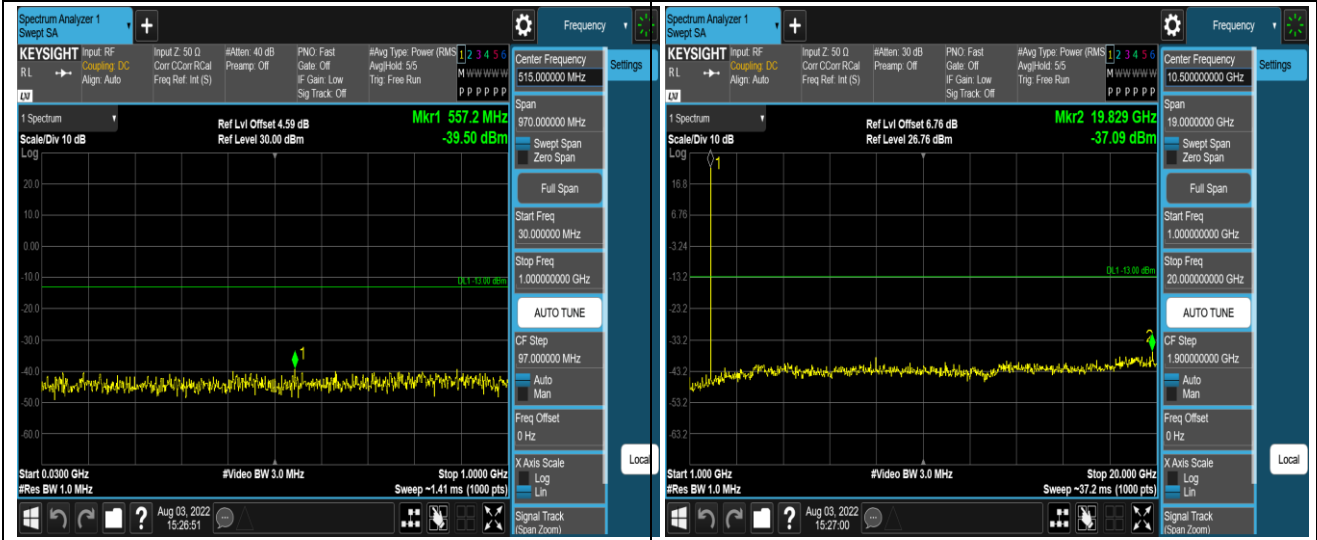 Spectrum Analyzer 1
Swept SA
+
Frequency
KEYSIGHT
RL
LXI
Input: RF
Coupling: DC
Align: Auto
Input Z: 50 Ω
Corr CCorr RCal
Freq Ref: Int (S)
#Atten: 40 dB
Preamp: Off
PNO: Fast
Gate: Off
IF Gain: Low
Sig Track: Off
#Avg Type: Power (RMS
Avg|Hold: 5/5
Trig: Free Run
1 2 3 4 5 6
M W W W W W
P P P P P P
1 Spectrum
Scale/Div 10 dB
Log
Ref Lvl Offset 4.59 dB
Ref Level 30.00 dBm
Mkr1 557.2 MHz
-39.50 dBm
20.0
10.0
0.00
-10.0
-20.0
-30.0
-40.0
-50.0
-60.0
DL1 -13.00 dBm
1
Start 0.0300 GHz
#Res BW 1.0 MHz
#Video BW 3.0 MHz
Stop 1.0000 GHz
Sweep ~1.41 ms (1000 pts)
Center Frequency
515.000000 MHz
Settings
Span
970.000000 MHz
Swept Span
Zero Span
Full Span
Start Freq
30.000000 MHz
Stop Freq
1.000000000 GHz
AUTO TUNE
CF Step
97.000000 MHz
Auto
Man
Freq Offset
0 Hz
X Axis Scale
Log
Lin
Local
Signal Track
(Span Zoom)
?
Aug 03, 2022
15:26:51
Spectrum Analyzer 1
Swept SA
+
Frequency
KEYSIGHT
RL
LXI
Input: RF
Coupling: DC
Align: Auto
Input Z: 50 Ω
Corr CCorr RCal
Freq Ref: Int (S)
#Atten: 30 dB
Preamp: Off
PNO: Fast
Gate: Off
IF Gain: Low
Sig Track: Off
#Avg Type: Power (RMS
Avg|Hold: 5/5
Trig: Free Run
1 2 3 4 5 6
M W W W W W
P P P P P P
1 Spectrum
Scale/Div 10 dB
Log
Ref Lvl Offset 6.76 dB
Ref Level 26.76 dBm
Mkr2 19.829 GHz
-37.09 dBm
1
16.8
6.76
-3.24
-13.2
-23.2
-33.2
-43.2
-53.2
-63.2
DL1 -13.00 dBm
2
Start 1.000 GHz
#Res BW 1.0 MHz
#Video BW 3.0 MHz
Stop 20.000 GHz
Sweep ~37.2 ms (1000 pts)
Center Frequency
10.500000000 GHz
Settings
Span
19.0000000 GHz
Swept Span
Zero Span
Full Span
Start Freq
1.000000000 GHz
Stop Freq
20.000000000 GHz
AUTO TUNE
CF Step
1.900000000 GHz
Auto
Man
Freq Offset
0 Hz
X Axis Scale
Log
Lin
Local
Signal Track
(Span Zoom)
?
Aug 03, 2022
15:27:00